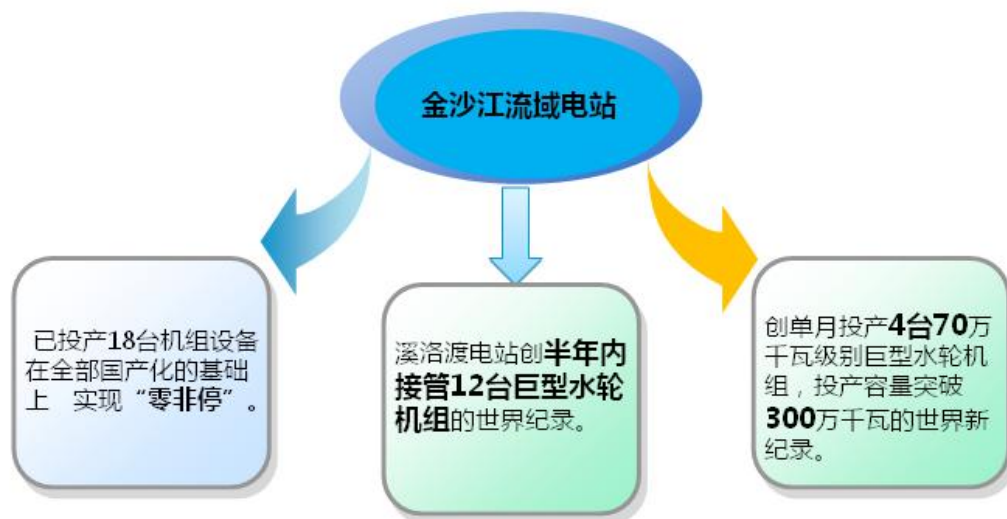 金沙江流域电站
已投产18台机组设备
在全部国产化的基础
上 实现“零非停”。
溪洛渡电站创半年内
接管12台巨型水轮
机组的世界纪录。
创单月投产4台70万
千瓦级别巨型水轮机
组，投产容量突破
300万千瓦的世界新
纪录。